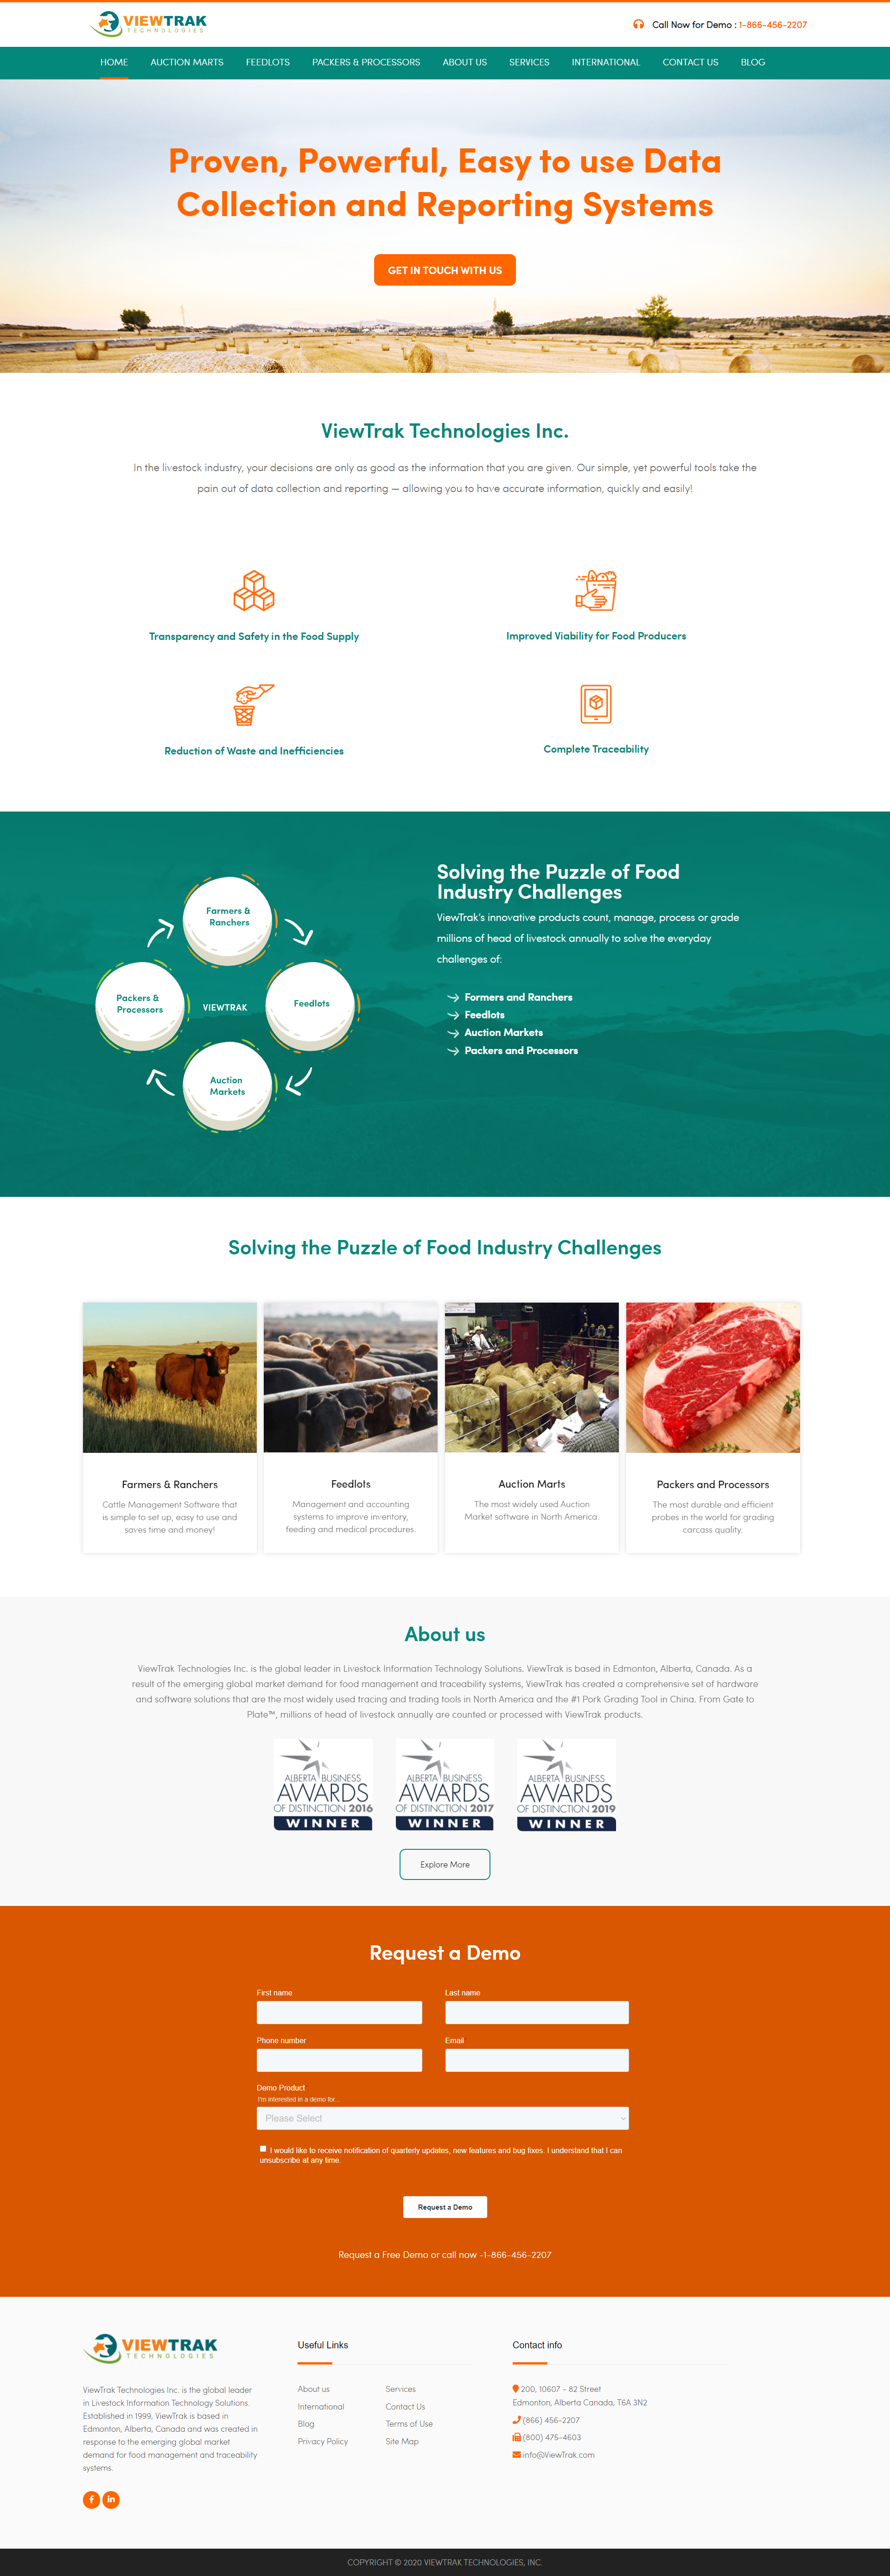 VIEWTRAK
TECHNOLOGIES
Call Now for Demo : 1-866-456-2207
HOME
AUCTION MARTS
FEEDLOTS
PACKERS & PROCESSORS
ABOUT US
SERVICES
INTERNATIONAL
CONTACT US
BLOG
Proven, Powerful, Easy to use Data
Collection and Reporting Systems
GET IN TOUCH WITH US
ViewTrak Technologies Inc.
In the livestock industry, your decisions are only as good as the information that you are given. Our simple, yet powerful tools take the
pain out of data collection and reporting — allowing you to have accurate information, quickly and easily!
Transparency and Safety in the Food Supply
Improved Viability for Food Producers
Reduction of Waste and Inefficiencies
Complete Traceability
Farmers &
Ranchers
Packers &
Processors
VIEWTRAK
Feedlots
Auction
Markets
Solving the Puzzle of Food
Industry Challenges
ViewTrak's innovative products count, manage, process or grade
millions of head of livestock annually to solve the everyday
challenges of:
Formers and Ranchers
Feedlots
Auction Markets
Packers and Processors
Solving the Puzzle of Food Industry Challenges
Farmers & Ranchers
Cattle Management Software that
is simple to set up, easy to use and
saves time and money!
Feedlots
Management and accounting
systems to improve inventory,
feeding and medical procedures.
Auction Marts
The most widely used Auction
Market software in North America.
Packers and Processors
The most durable and efficient
probes in the world for grading
carcass quality.
About us
ViewTrak Technologies Inc. is the global leader in Livestock Information Technology Solutions. ViewTrak is based in Edmonton, Alberta, Canada. As a
result of the emerging global market demand for food management and traceability systems, ViewTrak has created a comprehensive set of hardware
and software solutions that are the most widely used tracing and trading tools in North America and the #1 Pork Grading Tool in China. From Gate to
Plate™, millions of head of livestock annually are counted or processed with ViewTrak products.
ALBERTA BUSINESS
AWARDS
OF DISTINCTION 2016
WINNER
ALBERTA BUSINESS
AWARDS
OF DISTINCTION 2017
WINNER
ALBERTA BUSINESS
AWARDS
OF DISTINCTION 2019
WINNER
Explore More
Request a Demo
First name
Last name
Phone number
Email
Demo Product
I'm interested in a demo for...
Please Select
I would like to receive notification of quarterly updates, new features and bug fixes. I understand that I can
unsubscribe at any time.
Request a Demo
Request a Free Demo or call now -1-866-456-2207
VIEWTRAK
TECHNOLOGIES
ViewTrak Technologies Inc. is the global leader
in Livestock Information Technology Solutions.
Established in 1999, ViewTrak is based in
Edmonton, Alberta, Canada and was created in
response to the emerging global market
demand for food management and traceability
systems.
Useful Links
About us
Services
International
Contact Us
Blog
Terms of Use
Privacy Policy
Site Map
Contact info
200, 10607 – 82 Street
Edmonton, Alberta Canada, T6A 3N2
(866) 456-2207
(800) 475-4603
info@ViewTrak.com
COPYRIGHT © 2020 VIEWTRAK TECHNOLOGIES, INC.